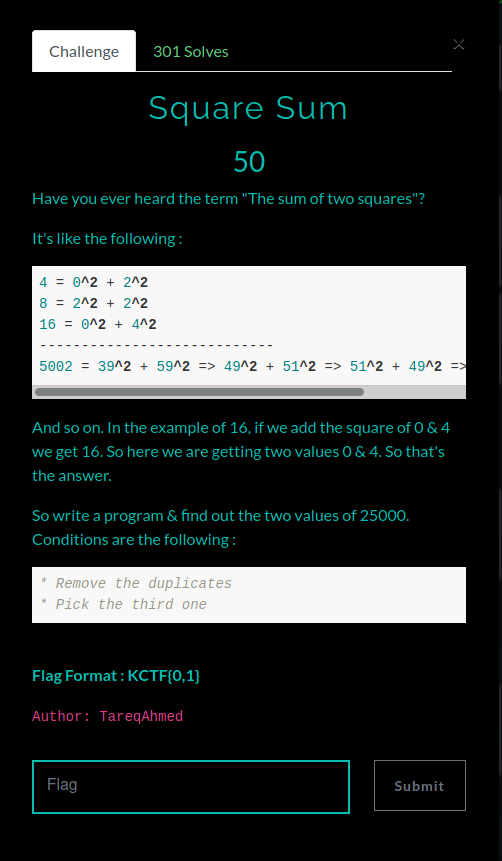 Challenge
301 Solves
Square Sum
50
Have you ever heard the term "The sum of two squares"?
It's like the following :
4 = 0^2 + 2^2
8 = 2^2 + 2^2
16 = 0^2 + 4^2
----------------------------
5002 = 39^2 + 59^2 => 49^2 + 51^2 => 51^2 + 49^2 =>
And so on. In the example of 16, if we add the square of 0 & 4
we get 16. So here we are getting two values 0 & 4. So that's
the answer.
So write a program & find out the two values of 25000.
Conditions are the following :
* Remove the duplicates
* Pick the third one
Flag Format : KCTF{0,1}
Author: TareqAhmed
Flag
Submit